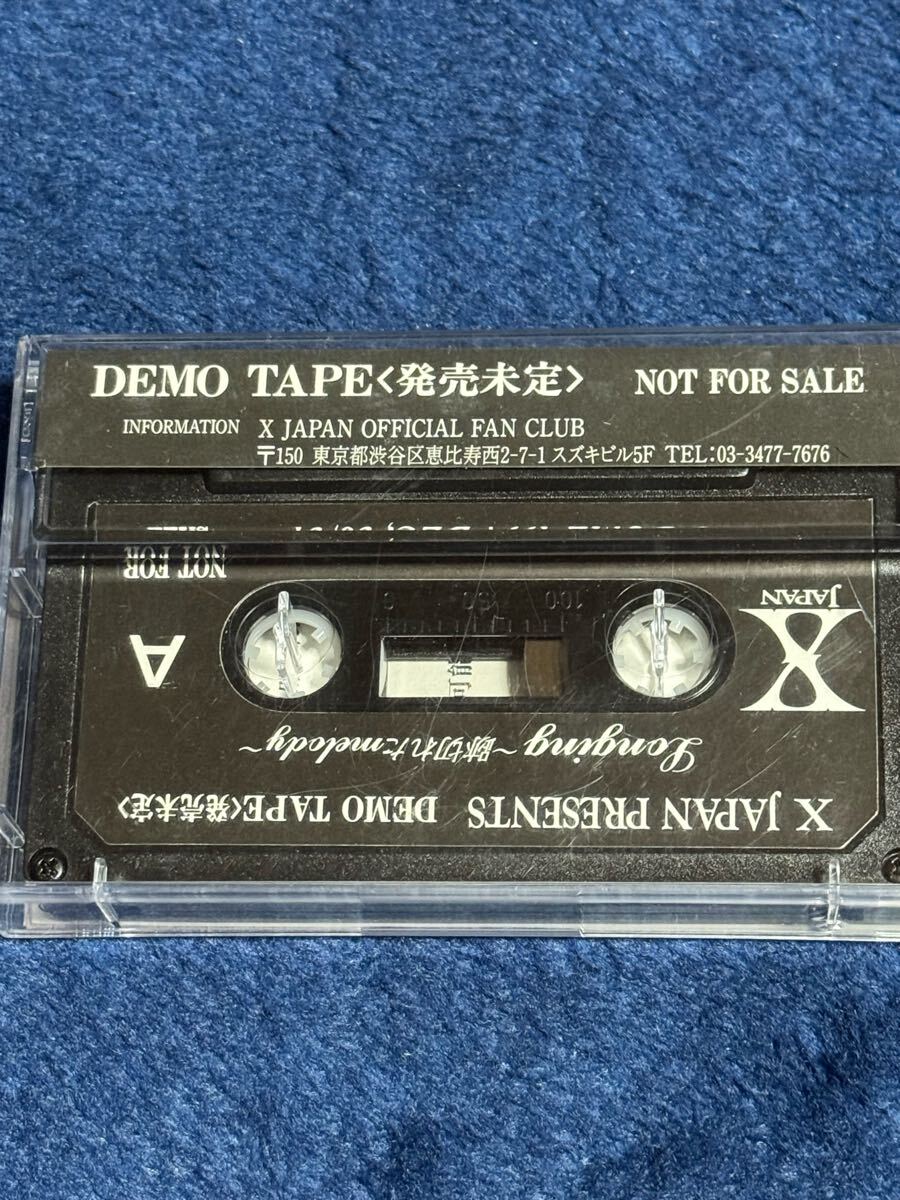 DEMO TAPE<発売未定> NOT FOR SALE
INFORMATION X JAPAN OFFICIAL FAN CLUB
〒150 東京都渋谷区恵比寿西2-7-1 スズキビル5F TEL:03-3477-7676
X JAPAN PRESENTS DEMO TAPE<発売未定>
Longing ~跡切れたmelody~
A
X
JAPAN
0 50 100
NOT FOR